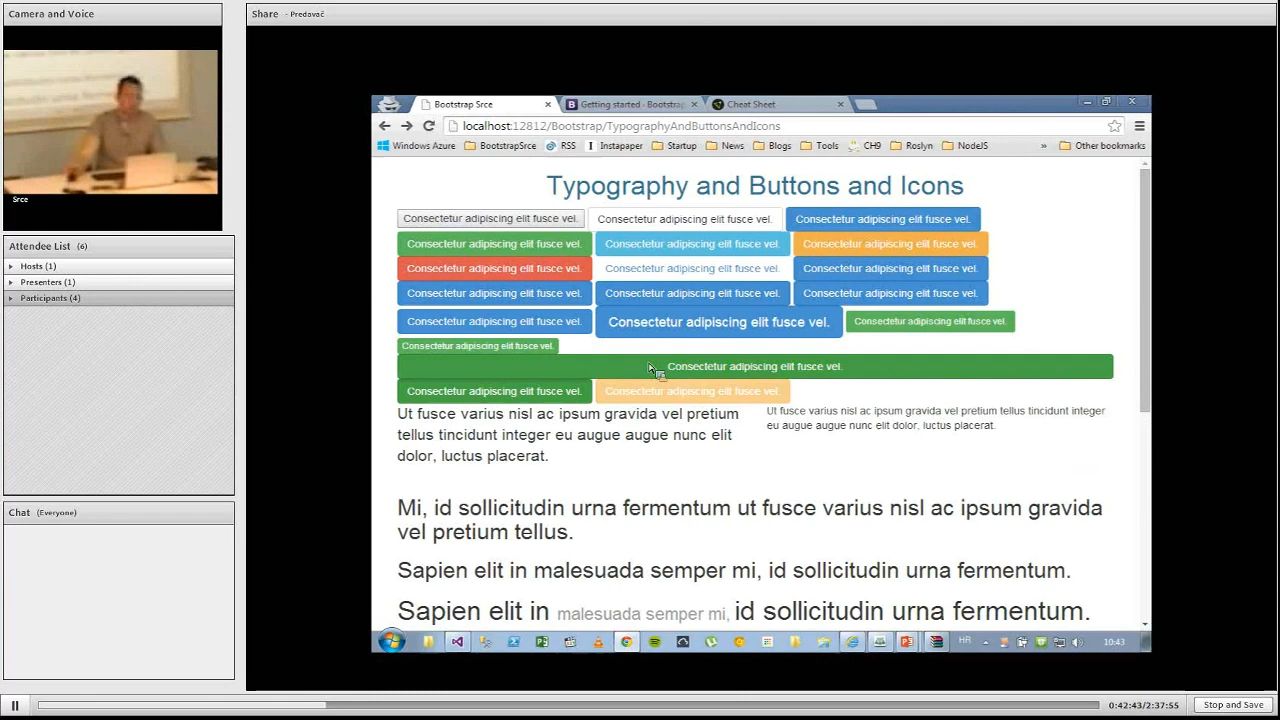 Camera and Voice
Srce
Attendee List (6)
Hosts (1)
Presenters (1)
Participants (4)
Chat (Everyone)
Share - Predavač
Bootstrap Srce
Getting started - Bootstrap
Cheat Sheet
localhost:12812/Bootstrap/TypographyAndButtonsAndIcons
Windows Azure BootstrapSrce RSS Instapaper Startup News Blogs Tools CH9 Roslyn NodeJS » Other bookmarks
Typography and Buttons and Icons
Consectetur adipiscing elit fusce vel. Consectetur adipiscing elit fusce vel. Consectetur adipiscing elit fusce vel.
Consectetur adipiscing elit fusce vel. Consectetur adipiscing elit fusce vel. Consectetur adipiscing elit fusce vel.
Consectetur adipiscing elit fusce vel. Consectetur adipiscing elit fusce vel. Consectetur adipiscing elit fusce vel.
Consectetur adipiscing elit fusce vel. Consectetur adipiscing elit fusce vel. Consectetur adipiscing elit fusce vel.
Consectetur adipiscing elit fusce vel. Consectetur adipiscing elit fusce vel. Consectetur adipiscing elit fusce vel.
Consectetur adipiscing elit fusce vel.
Consectetur adipiscing elit fusce vel.
Consectetur adipiscing elit fusce vel. Consectetur adipiscing elit fusce vel.
Ut fusce varius nisl ac ipsum gravida vel pretium
tellus tincidunt integer eu augue augue nunc elit
dolor, luctus placerat.
Ut fusce varius nisl ac ipsum gravida vel pretium tellus tincidunt integer
eu augue augue nunc elit dolor, luctus placerat.
Mi, id sollicitudin urna fermentum ut fusce varius nisl ac ipsum gravida
vel pretium tellus.
Sapien elit in malesuada semper mi, id sollicitudin urna fermentum.
Sapien elit in malesuada semper mi, id sollicitudin urna fermentum.
HR 10:43
0:42:43/2:37:55 Stop and Save